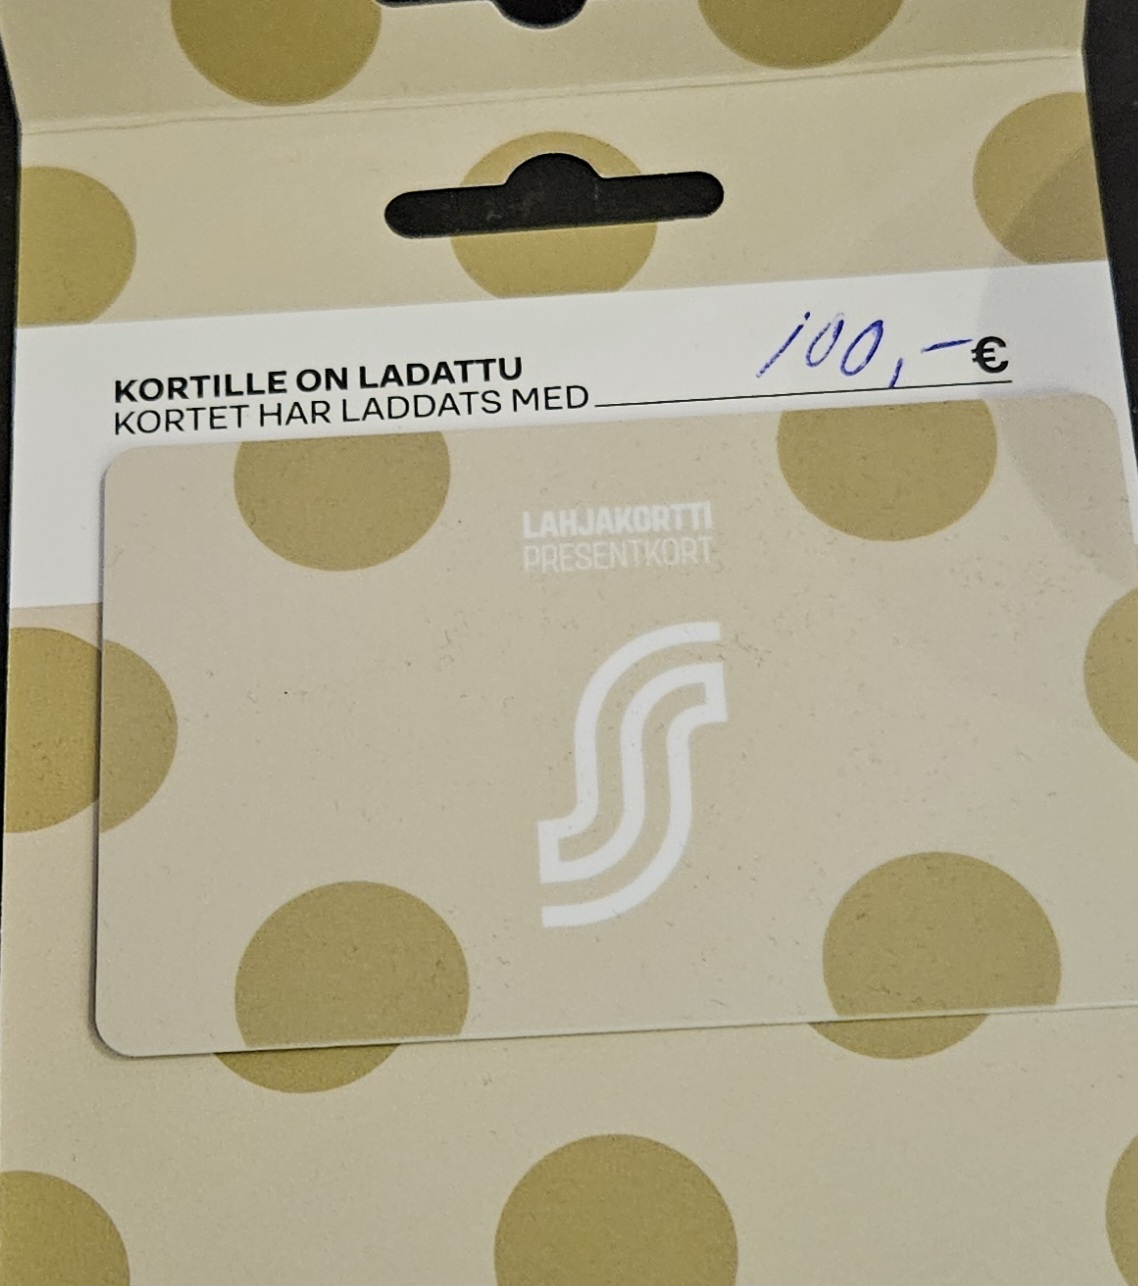 KORTILLE ON LADATTU
KORTET HAR LADDATS MED 100,-€
LAHJAKORTTI
PRESENTKORT